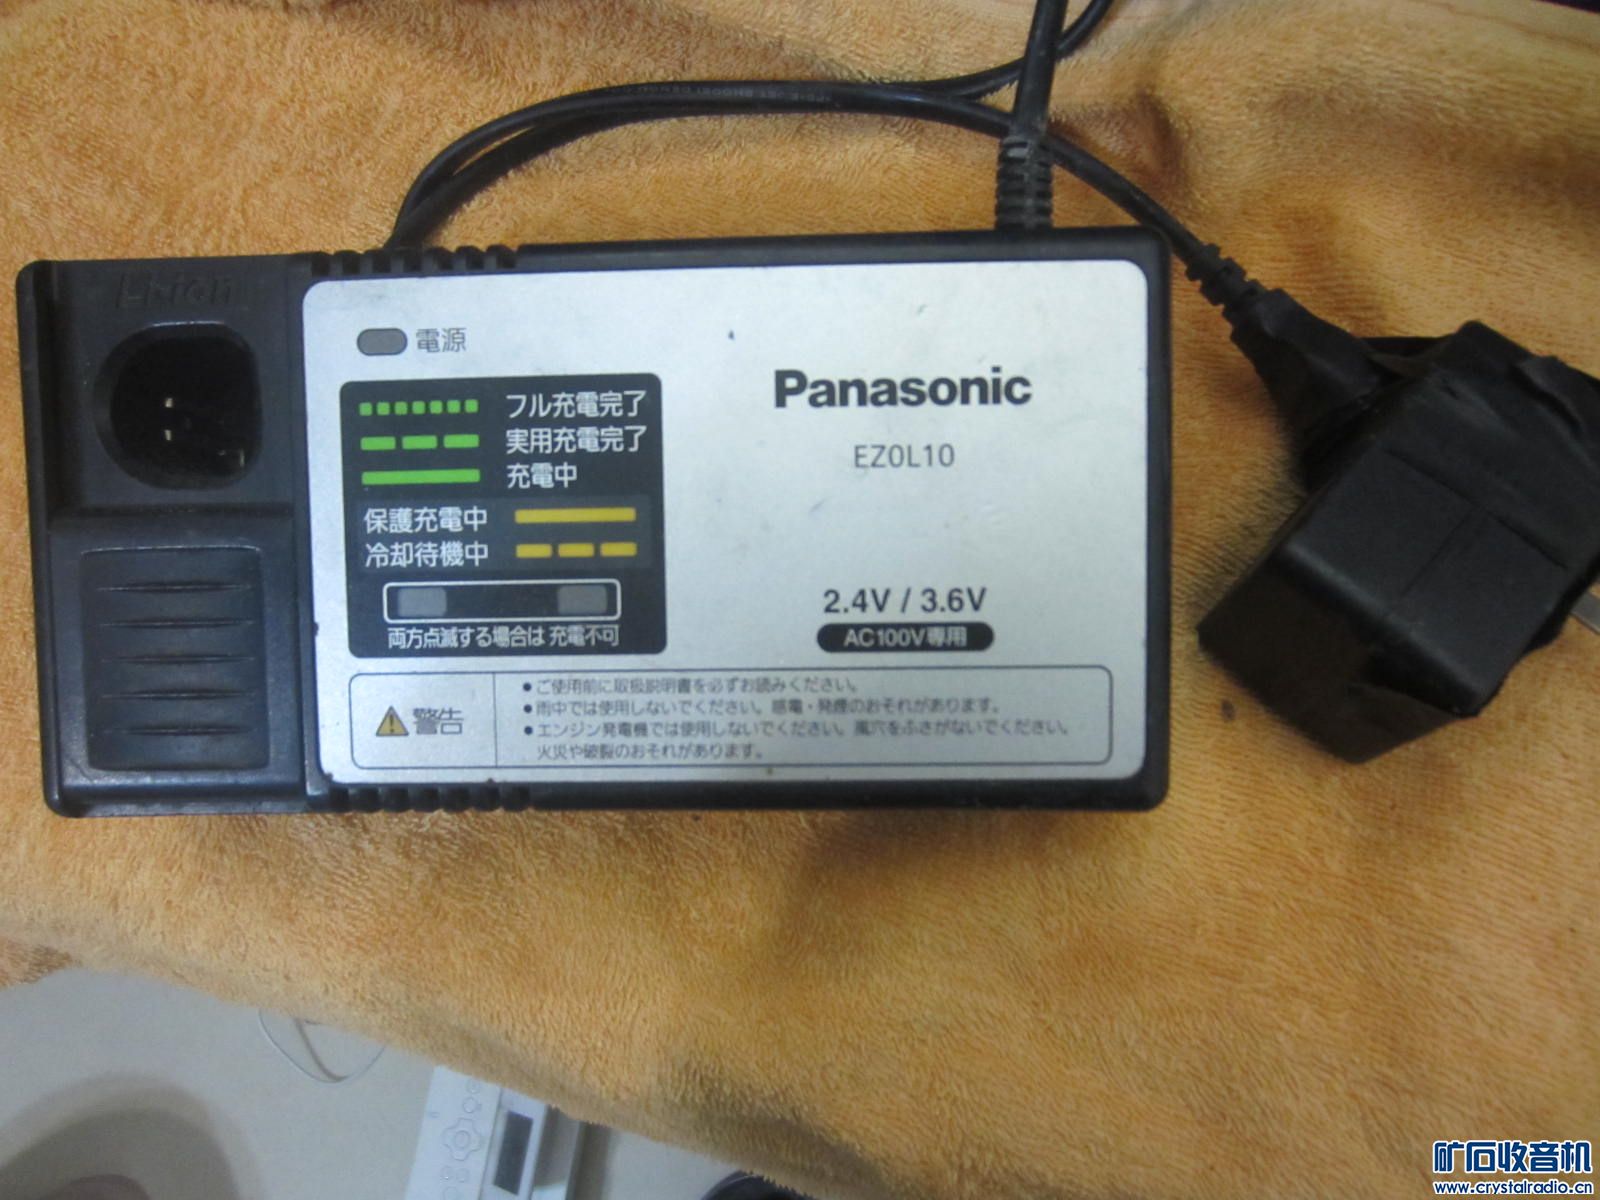 Li-ion
電源
フル充電完了
実用充電完了
充電中
保護充電中
冷却待機中
両方点滅する場合は 充電不可
Panasonic
EZ0L10
2.4V / 3.6V
AC100V専用
警告
●ご使用前に取扱説明書を必ずお読みください。
●雨中では使用しないでください。感電・発煙のおそれがあります。
●エンジン発電機では使用しないでください。風穴をふさがないでください。
火災や破裂のおそれがあります。
矿石收音机
www.crystalradio.cn